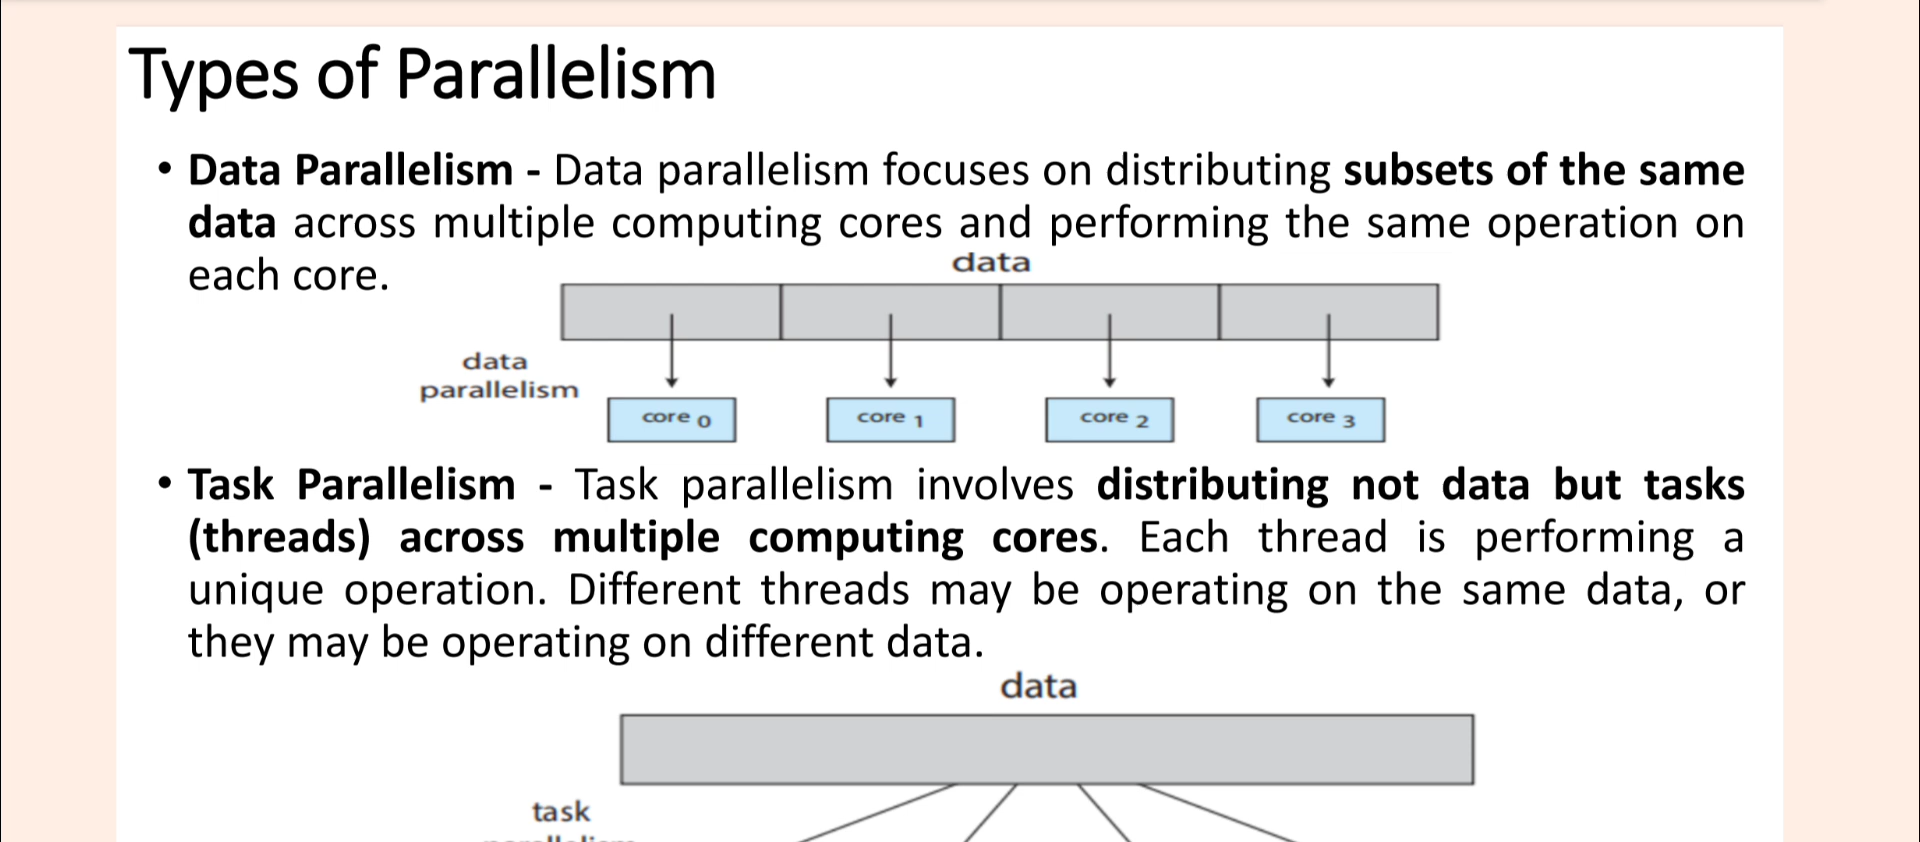 Types of Parallelism
• Data Parallelism - Data parallelism focuses on distributing subsets of the same
data across multiple computing cores and performing the same operation on
each core.
data
data
parallelism
core 0 core 1 core 2 core 3
• Task Parallelism - Task parallelism involves distributing not data but tasks
(threads) across multiple computing cores. Each thread is performing a
unique operation. Different threads may be operating on the same data, or
they may be operating on different data.
data
task